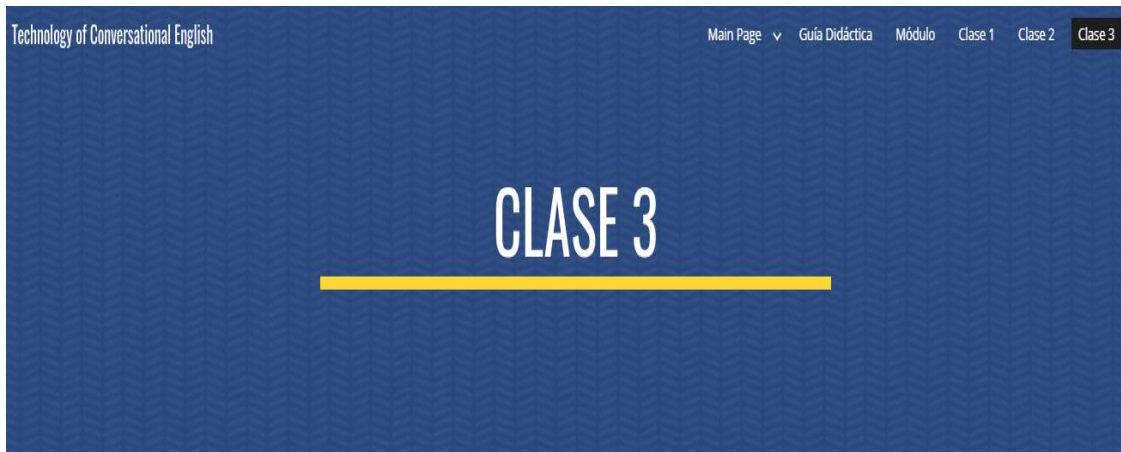 Technology of Conversational English
Main Page Guía Didáctica Módulo Clase 1 Clase 2 Clase 3
CLASE 3